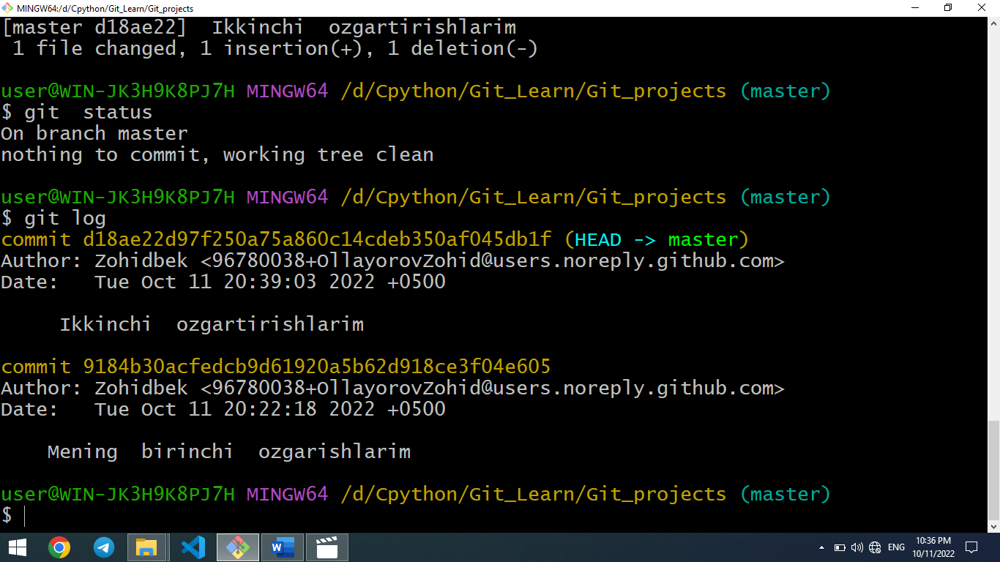 MINGW64:/d/Cpython/Git_Learn/Git_projects
[master d18ae22]  Ikkinchi  ozgartirishlarim
 1 file changed, 1 insertion(+), 1 deletion(-)
user@WIN-JK3H9K8PJ7H MINGW64 /d/Cpython/Git_Learn/Git_projects (master)
$ git  status
On branch master
nothing to commit, working tree clean
user@WIN-JK3H9K8PJ7H MINGW64 /d/Cpython/Git_Learn/Git_projects (master)
$ git log
commit d18ae22d97f250a75a860c14cdeb350af045db1f (HEAD -> master)
Author: Zohidbek <96780038+OllayorovZohid@users.noreply.github.com>
Date:   Tue Oct 11 20:39:03 2022 +0500
     Ikkinchi  ozgartirishlarim
commit 9184b30acfedcb9d61920a5b62d918ce3f04e605
Author: Zohidbek <96780038+OllayorovZohid@users.noreply.github.com>
Date:   Tue Oct 11 20:22:18 2022 +0500
    Mening  birinchi  ozgarishlarim
user@WIN-JK3H9K8PJ7H MINGW64 /d/Cpython/Git_Learn/Git_projects (master)
$
W
ENG
10:36 PM
10/11/2022